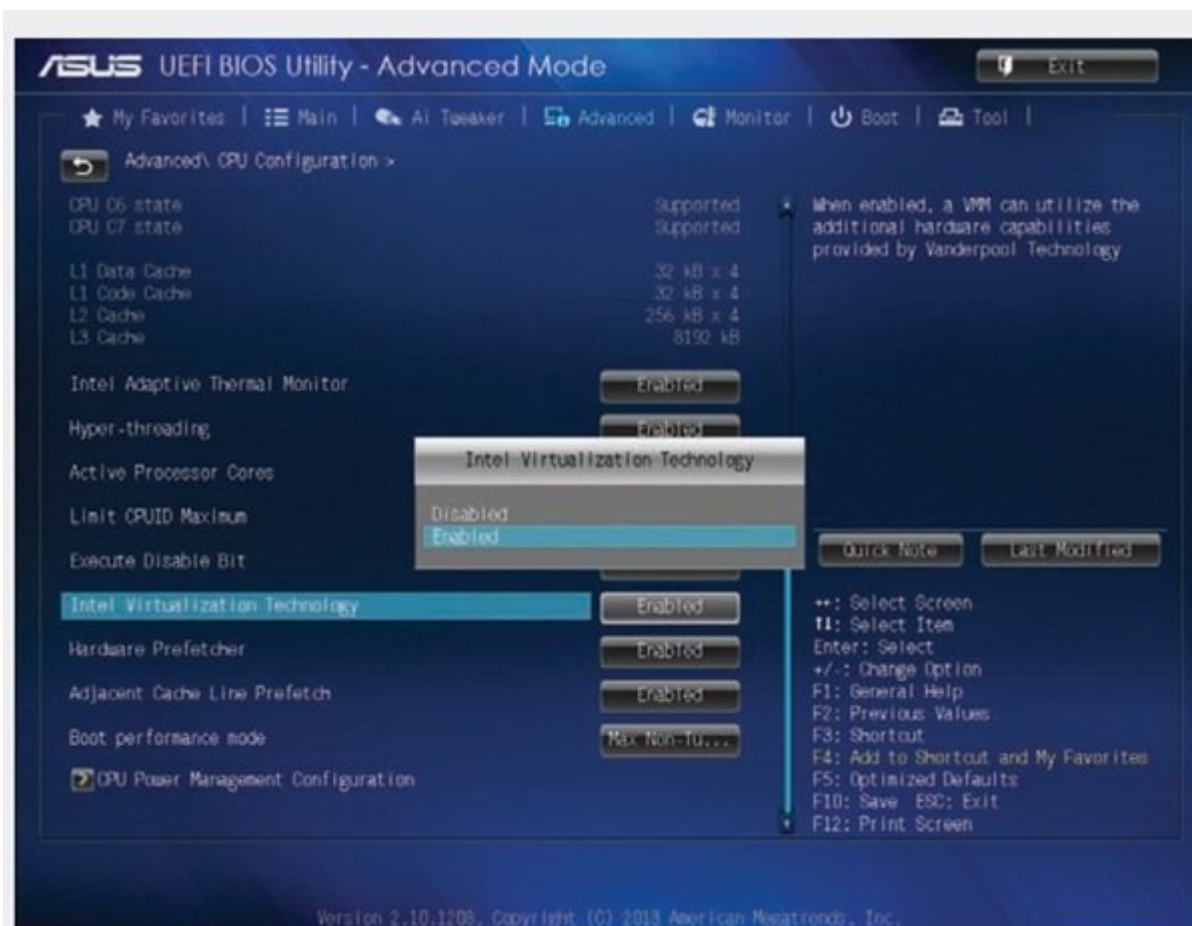 ASUS UEFI BIOS Utility - Advanced Mode
Exit
My Favorites
Main
Ai Tweaker
Advanced
Monitor
Boot
Tool
Advanced\ CPU Configuration >
CPU C6 state Supported
CPU C7 state Supported
L1 Data Cache 32 kB x 4
L1 Code Cache 32 kB x 4
L2 Cache 256 kB x 4
L3 Cache 8192 kB
Intel Adaptive Thermal Monitor Enabled
Hyper-threading Enabled
Active Processor Cores
Limit CPUID Maximum
Execute Disable Bit
Intel Virtualization Technology Enabled
Hardware Prefetcher Enabled
Adjacent Cache Line Prefetch Enabled
Boot performance mode Max Non-Tu...
CPU Power Management Configuration
Intel Virtualization Technology
Disabled
Enabled
When enabled, a VMM can utilize the
additional hardware capabilities
provided by Vanderpool Technology
Quick Note
Last Modified
↔: Select Screen
↑↓: Select Item
Enter: Select
+/-: Change Option
F1: General Help
F2: Previous Values
F3: Shortcut
F4: Add to Shortcut and My Favorites
F5: Optimized Defaults
F10: Save ESC: Exit
F12: Print Screen
Version 2.10.1208. Copyright (C) 2013 American Megatrends, Inc.